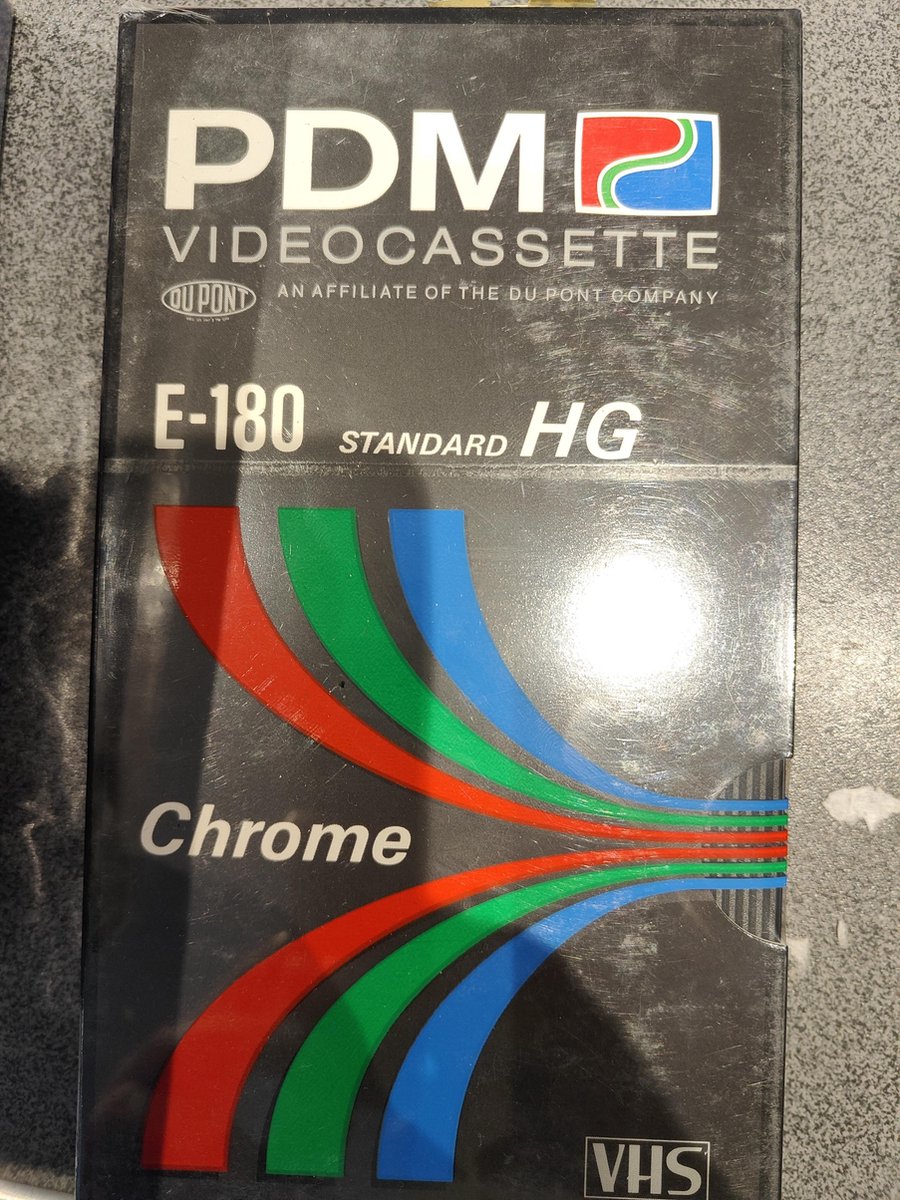 PDM
VIDEOCASSETTE
DU PONT
AN AFFILIATE OF THE DU PONT COMPANY
E-180 STANDARD HG
Chrome
VHS